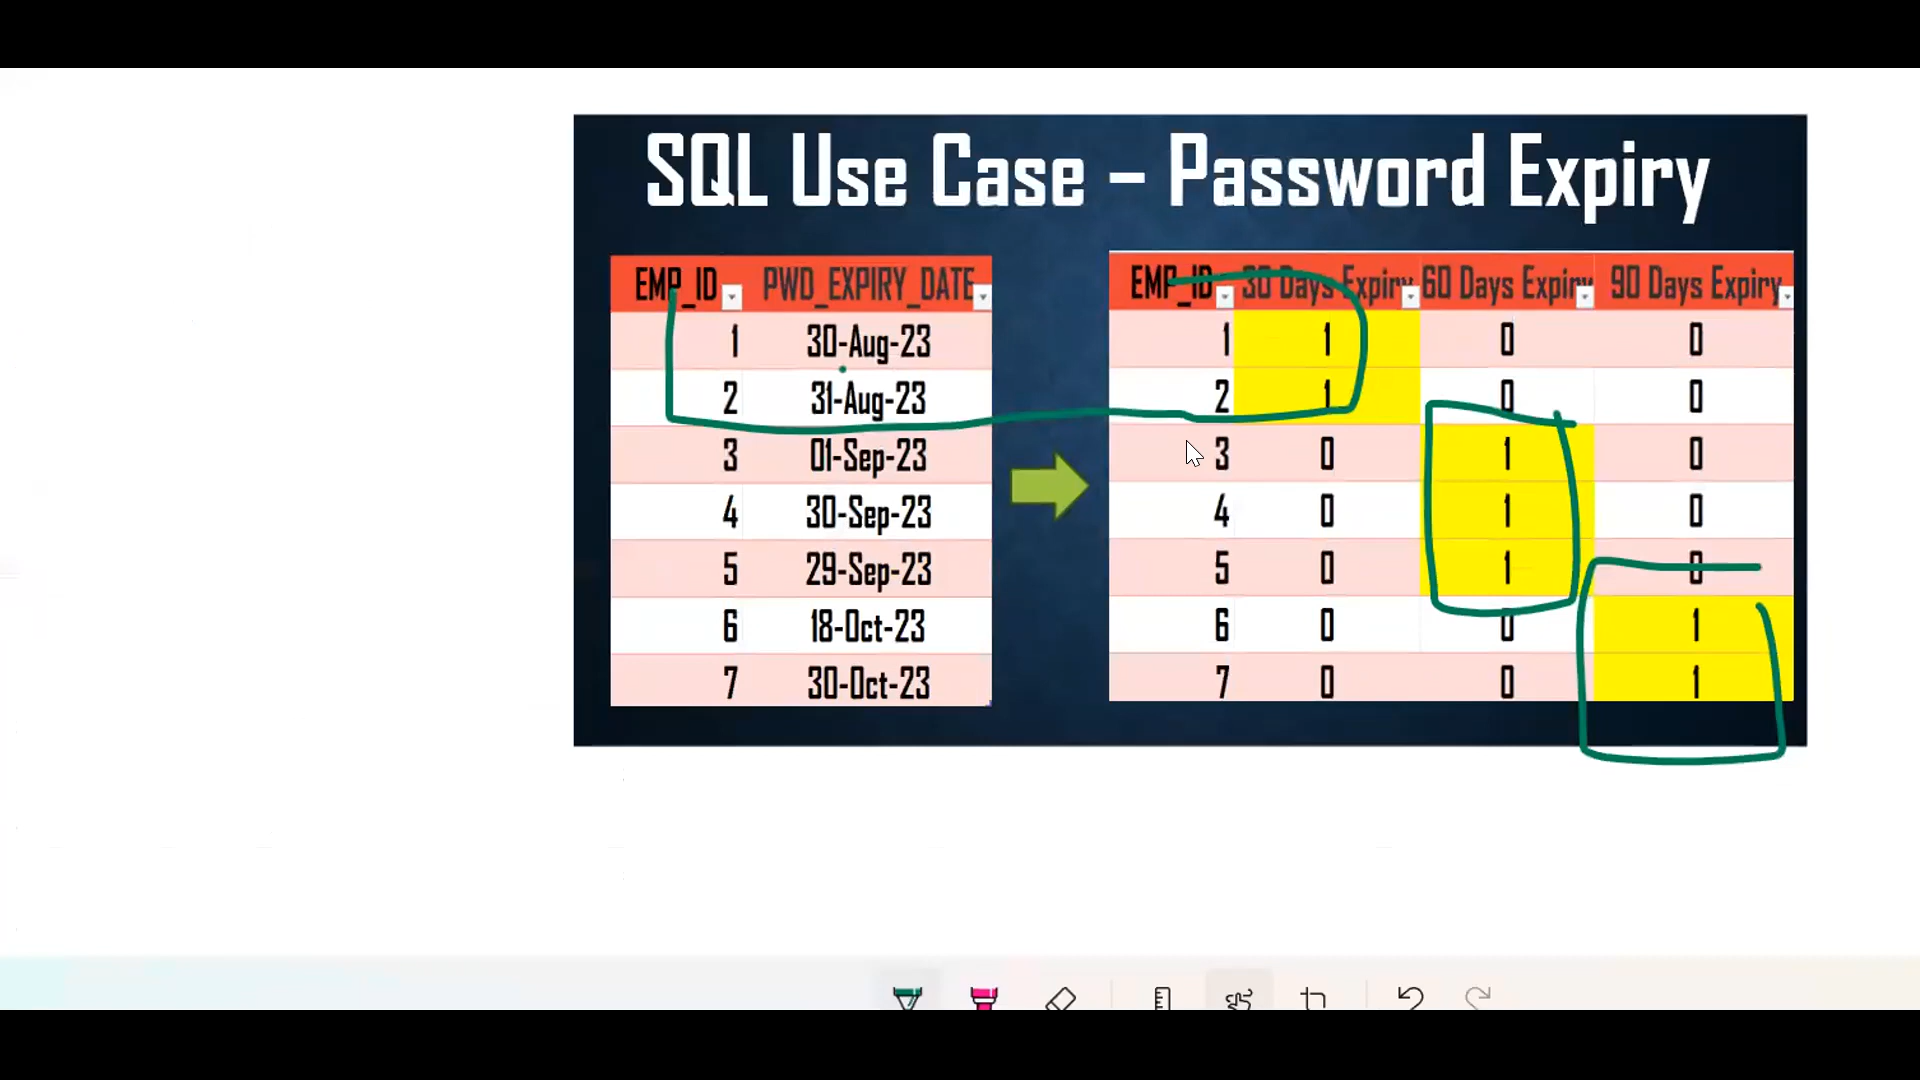 SQL Use Case – Password Expiry
EMP_ID PWD_EXPIRY_DATE
1 30-Aug-23
2 31-Aug-23
3 01-Sep-23
4 30-Sep-23
5 29-Sep-23
6 18-Oct-23
7 30-Oct-23
EMP_ID 30 Days Expiry 60 Days Expiry 90 Days Expiry
1 1 0 0
2 1 0 0
3 0 1 0
4 0 1 0
5 0 1 0
6 0 0 1
7 0 0 1